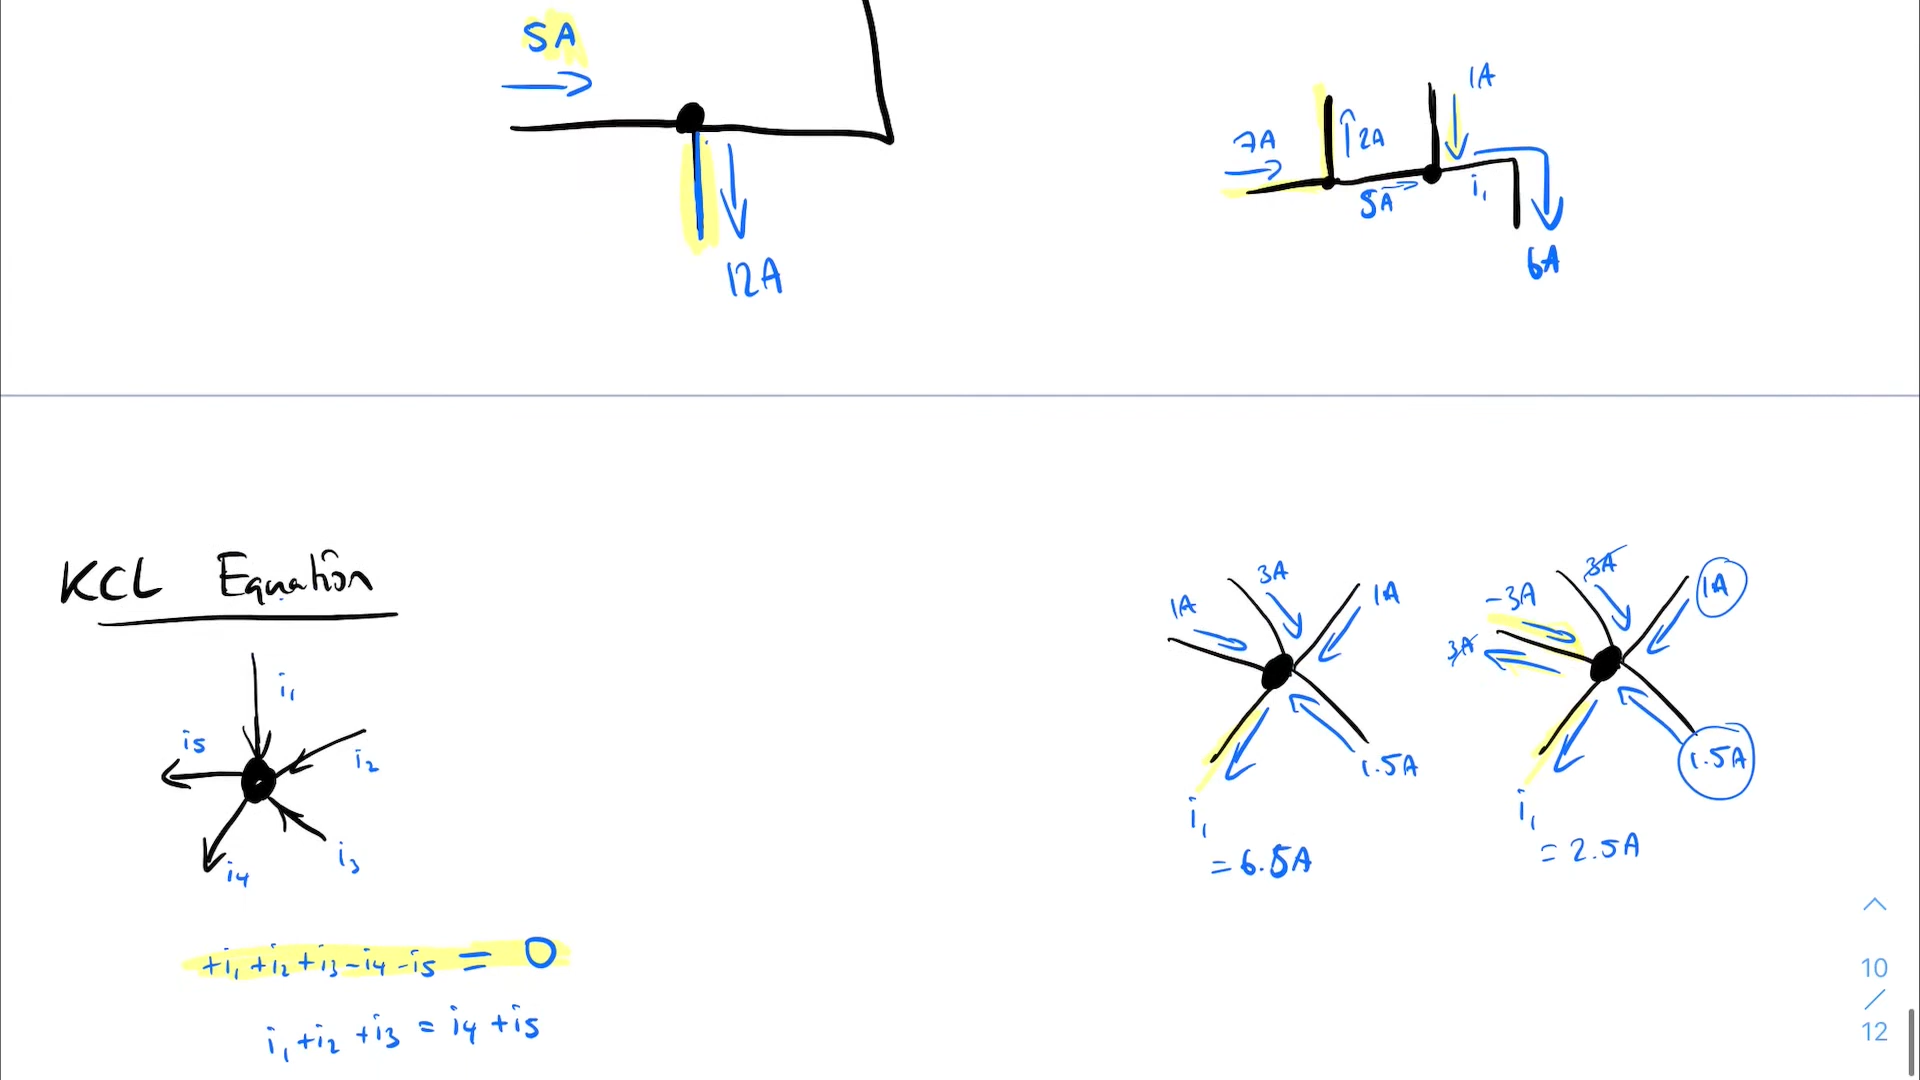 5A
12A
7A
2A
1A
5A
i₁
6A
KCL Equation
i₁
i₂
i₃
i₄
i₅
+i₁+i₂+i₃-i₄-i₅ = 0
i₁+i₂+i₃ = i₄+i₅
1A
3A
1A
1.5A
i₁
= 6.5A
-3A
3A
3A
1A
1.5A
i₁
= 2.5A
10
/
12